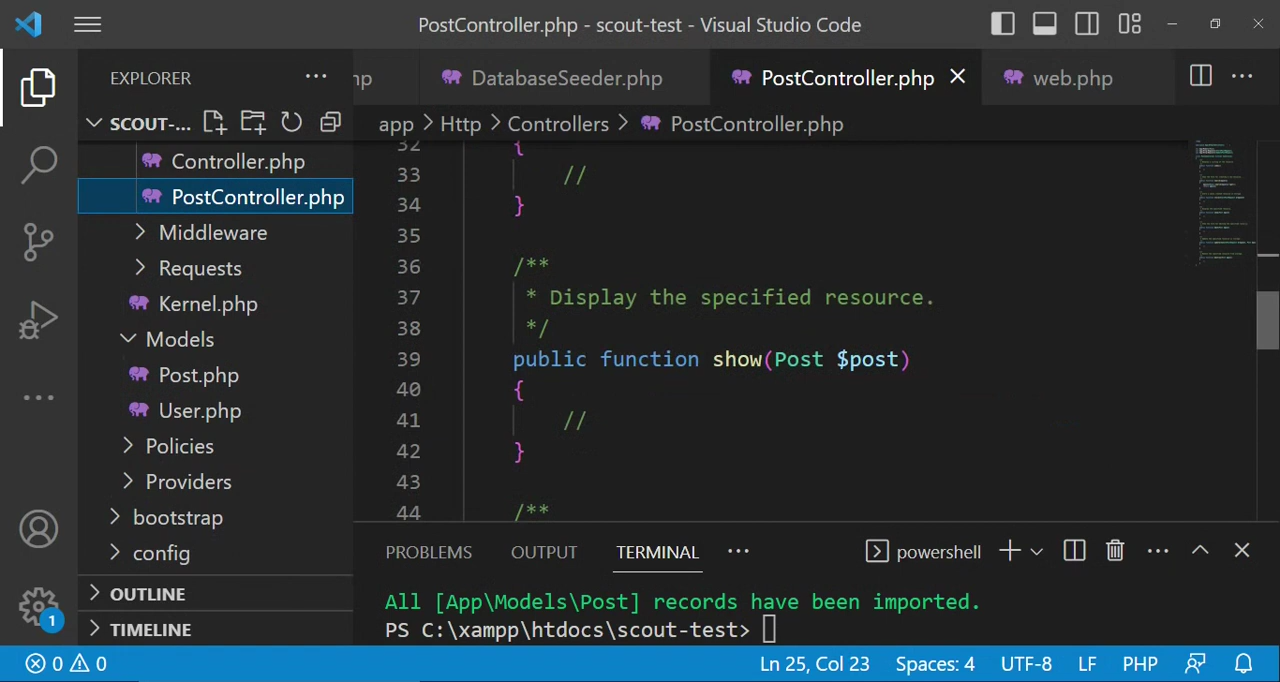 PostController.php - scout-test - Visual Studio Code
EXPLORER
SCOUT-...
Controller.php
PostController.php
Middleware
Requests
Kernel.php
Models
Post.php
User.php
Policies
Providers
bootstrap
config
OUTLINE
TIMELINE
hp
DatabaseSeeder.php
PostController.php
web.php
app > Http > Controllers > PostController.php
32 {
33 //
34 }
35
36 /**
37 * Display the specified resource.
38 */
39 public function show(Post $post)
40 {
41 //
42 }
43
44 /**
PROBLEMS OUTPUT TERMINAL ... powershell
All [App\Models\Post] records have been imported.
PS C:\xampp\htdocs\scout-test>
1
0 0 Ln 25, Col 23 Spaces: 4 UTF-8 LF PHP